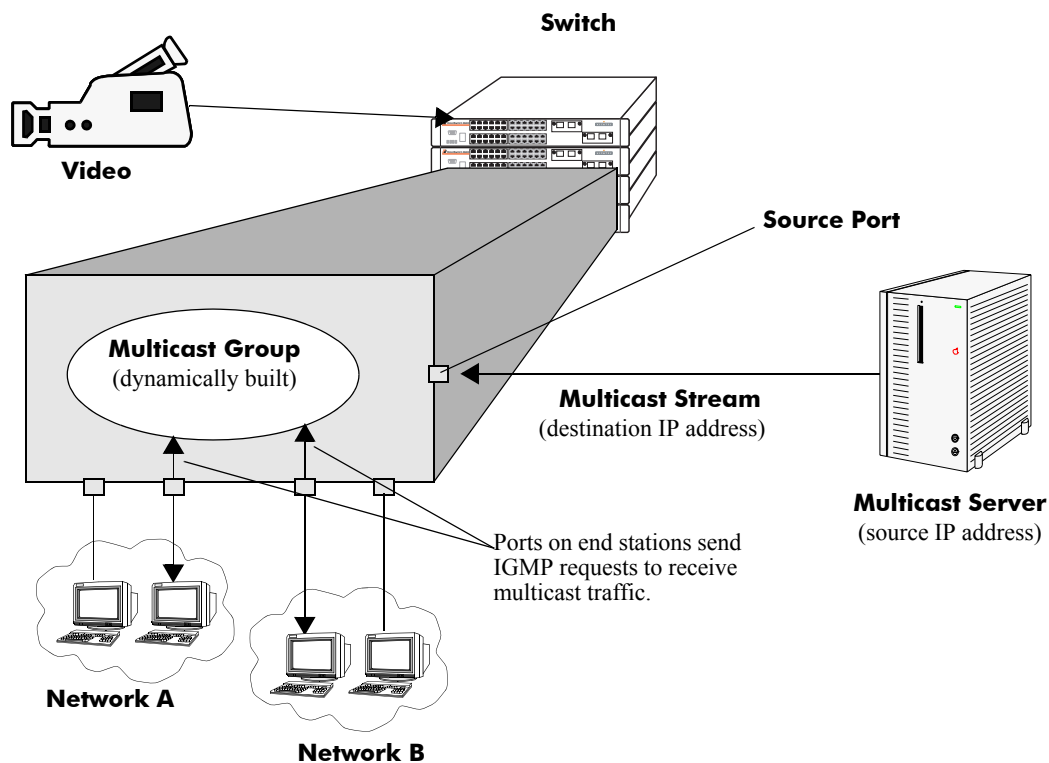 Switch
Video
Source Port
Multicast Group
(dynamically built)
Multicast Stream
(destination IP address)
Multicast Server
(source IP address)
Ports on end stations send
IGMP requests to receive
multicast traffic.
Network A
Network B